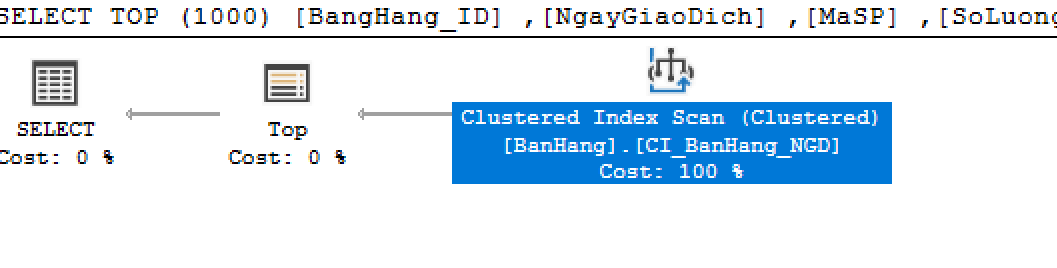 SELECT TOP (1000) [BangHang_ID] ,[NgayGiaoDich] ,[MaSP] ,[SoLuong
SELECT
Cost: 0 %
Top
Cost: 0 %
Clustered Index Scan (Clustered)
[BanHang].[CI_BanHang_NGD]
Cost: 100 %